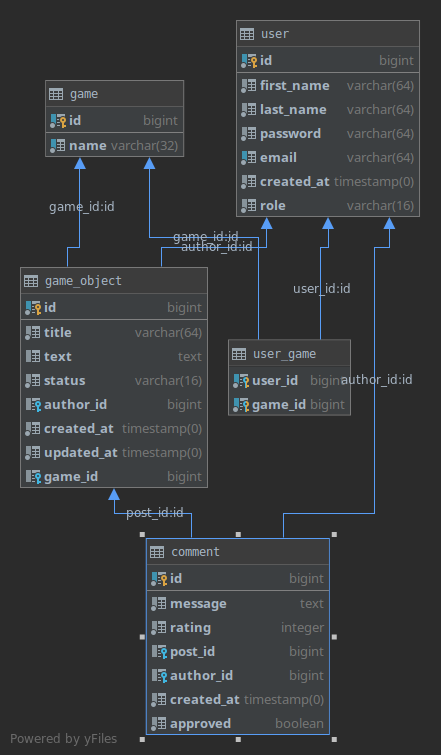 user
id bigint
first_name varchar(64)
last_name varchar(64)
password varchar(64)
email varchar(64)
created_at timestamp(0)
role varchar(16)
game
id bigint
name varchar(32)
game_id:id
game_id:id
author_id:id
user_id:id
author_id:id
game_object
id bigint
title varchar(64)
text text
status varchar(16)
author_id bigint
created_at timestamp(0)
updated_at timestamp(0)
game_id bigint
user_game
user_id bigint
game_id bigint
post_id:id
comment
id bigint
message text
rating integer
post_id bigint
author_id bigint
created_at timestamp(0)
approved boolean
Powered by yFiles